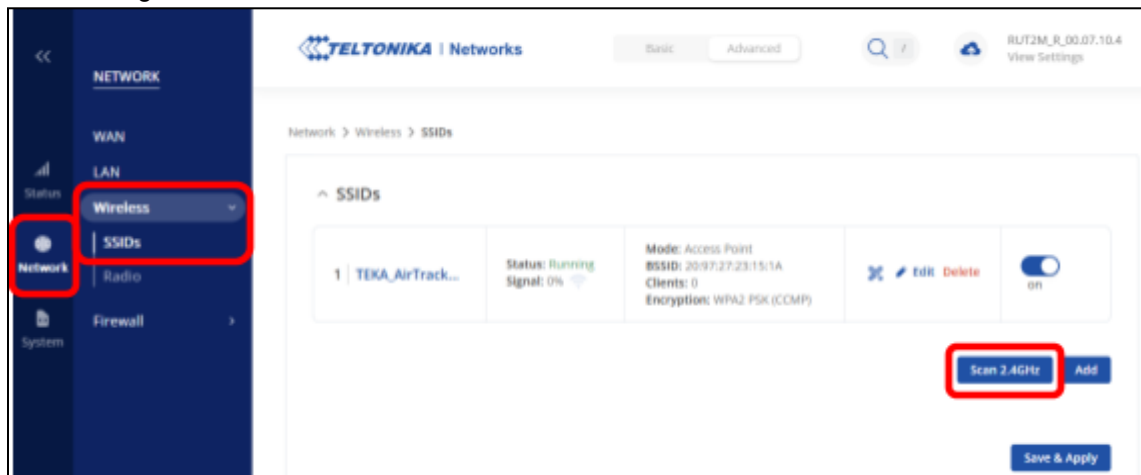 <<
NETWORK
WAN
LAN
Wireless
SSIDs
Radio
Firewall
Status
Network
System
TELTONIKA | Networks
Basic
Advanced
/
RUT2M_R_00.07.10.4
View Settings
Network > Wireless > SSIDs
SSIDs
1 TEKA_AirTrack...
Status: Running
Signal: 0%
Mode: Access Point
BSSID: 20:97:27:23:15:1A
Clients: 0
Encryption: WPA2 PSK (CCMP)
Edit Delete
on
Scan 2.4GHz
Add
Save & Apply